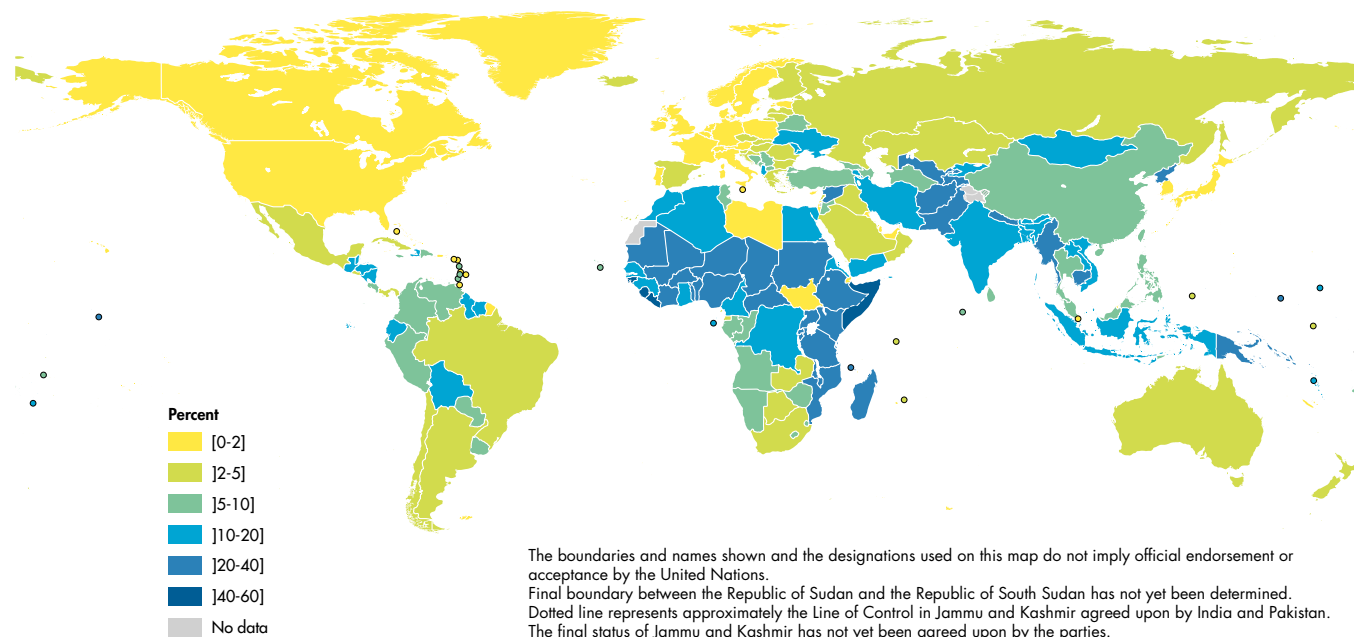 Percent
[0-2]
]2-5]
]5-10]
]10-20]
]20-40]
]40-60]
No data
The boundaries and names shown and the designations used on this map do not imply official endorsement or
acceptance by the United Nations.
Final boundary between the Republic of Sudan and the Republic of South Sudan has not yet been determined.
Dotted line represents approximately the Line of Control in Jammu and Kashmir agreed upon by India and Pakistan.
The final status of Jammu and Kashmir has not yet been agreed upon by the parties.